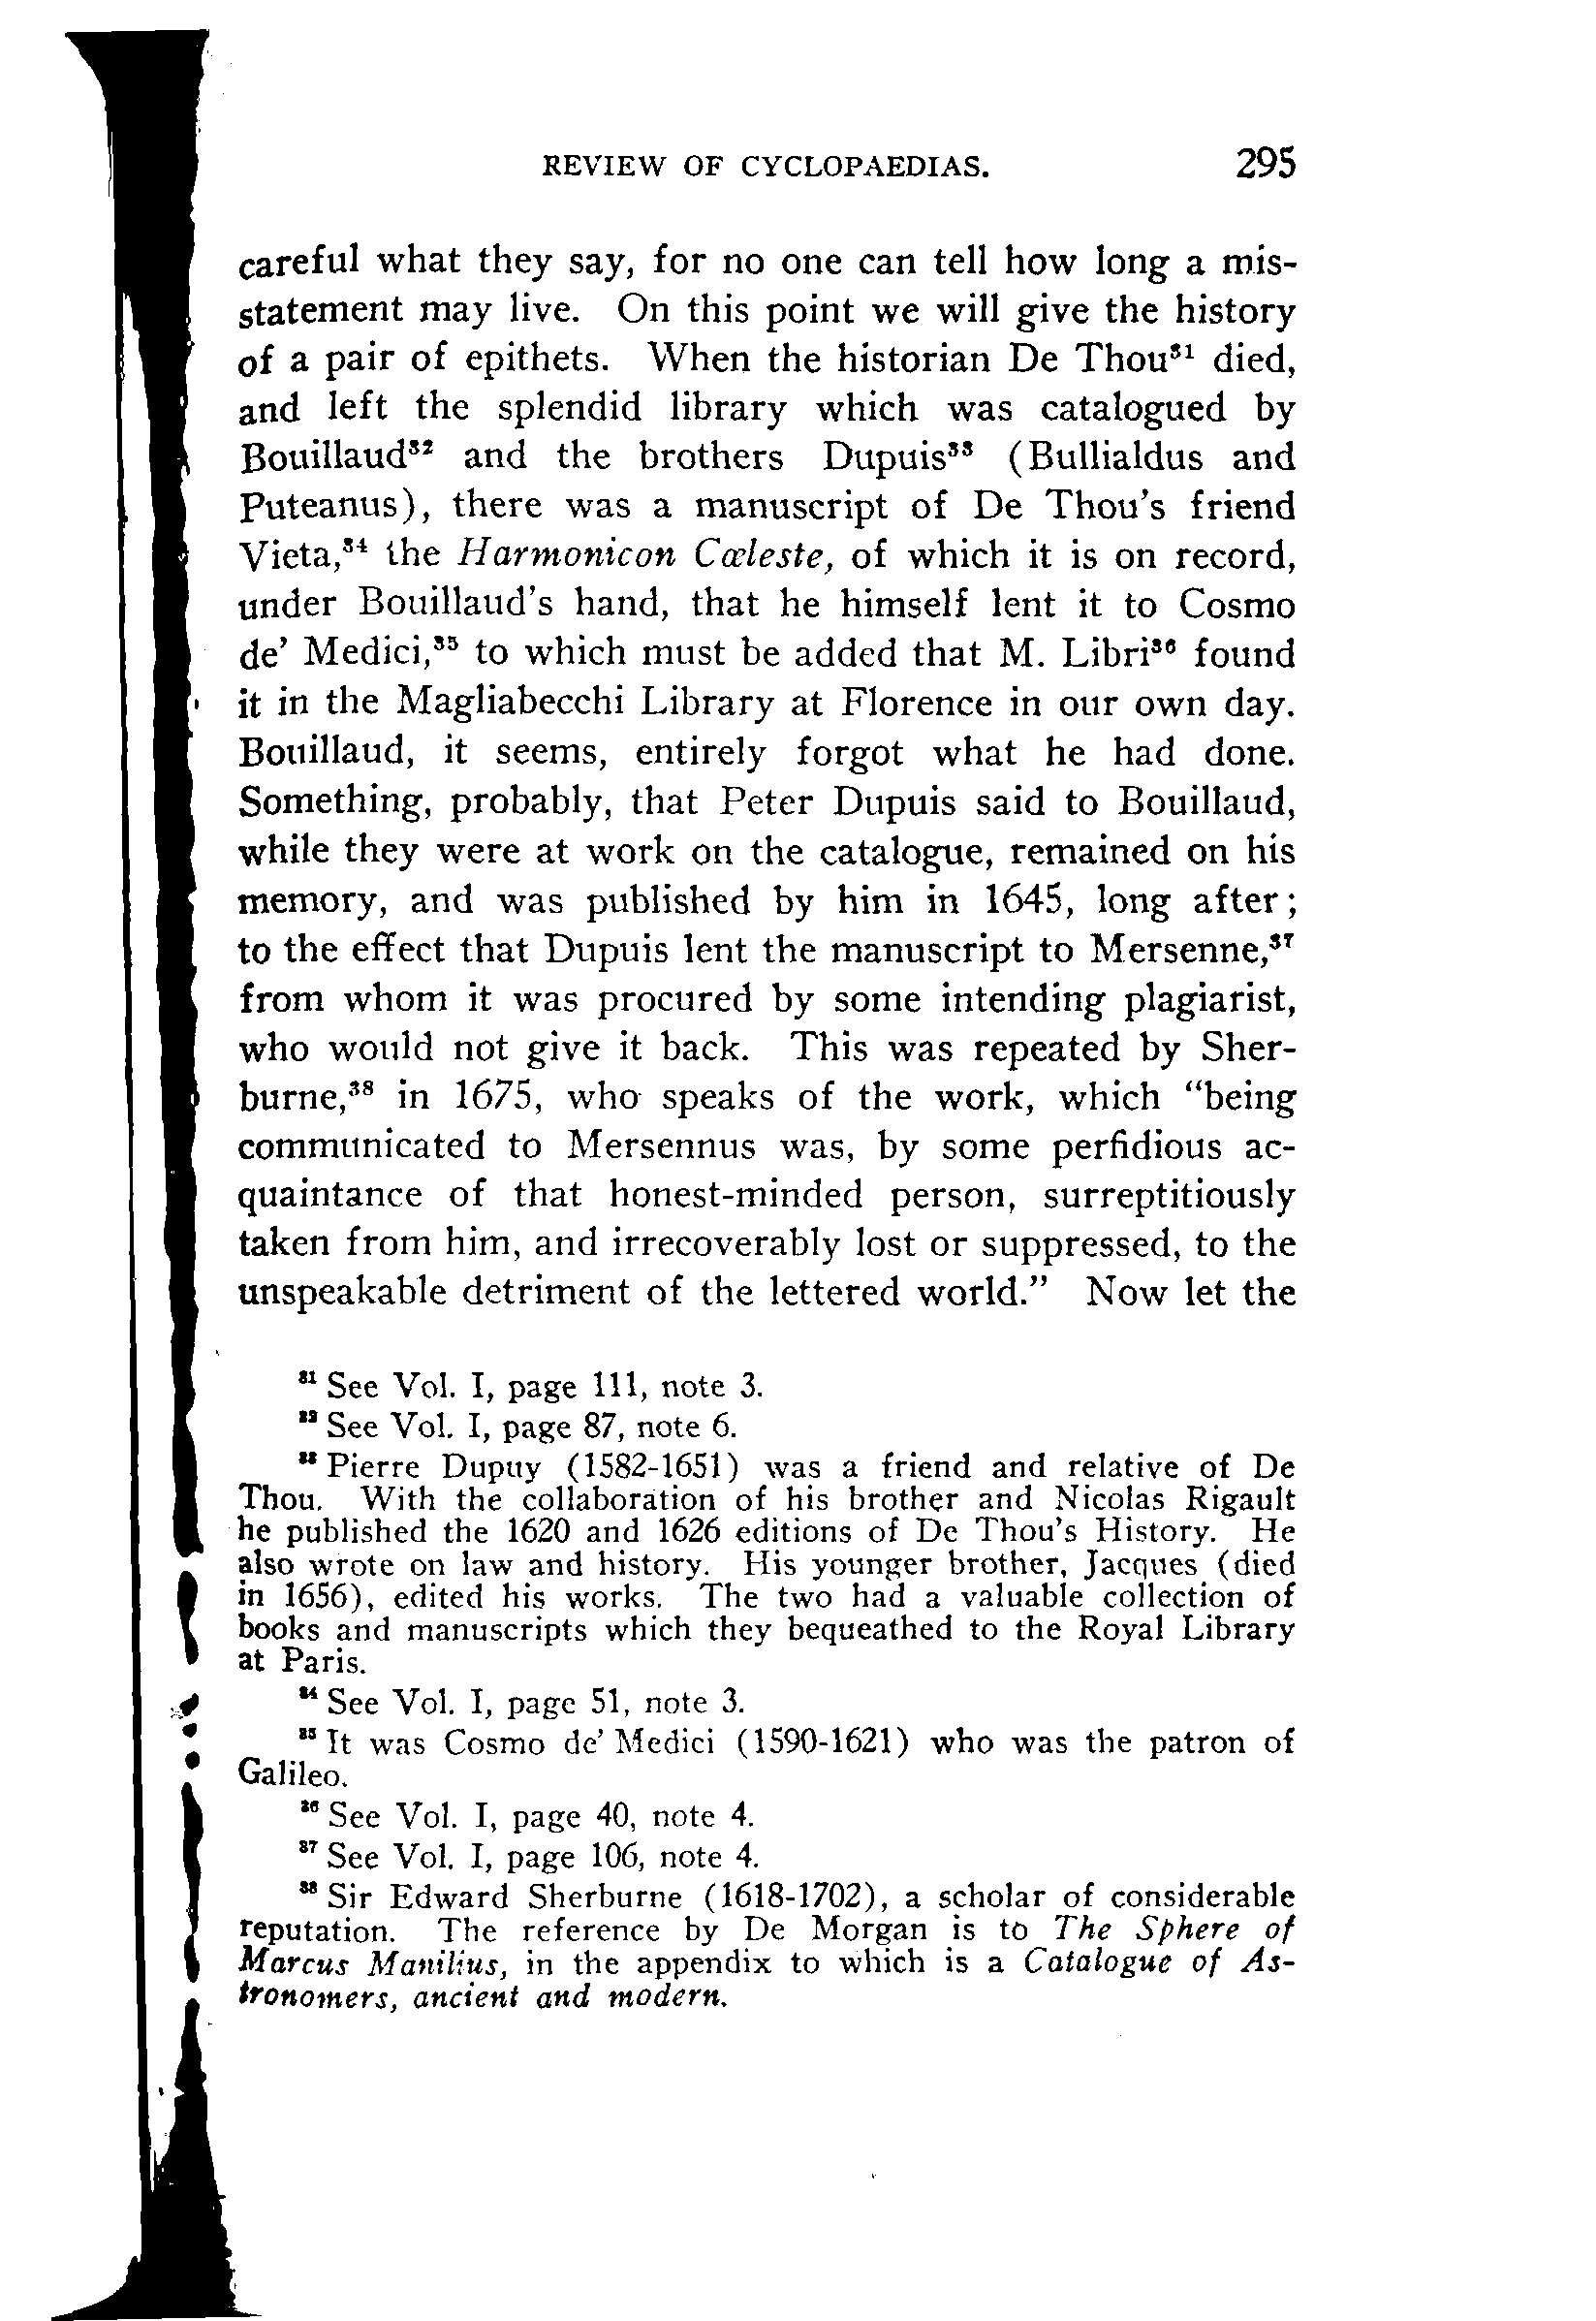 REVIEW OF CYCLOPAEDIAS. 295
careful what they say, for no one can tell how long a mis-
statement may live. On this point we will give the history
of a pair of epithets. When the historian De Thou³¹ died,
and left the splendid library which was catalogued by
Bouillaud³² and the brothers Dupuis³³ (Bullialdus and
Puteanus), there was a manuscript of De Thou's friend
Vieta,³⁴ the Harmonicon Cœleste, of which it is on record,
under Bouillaud's hand, that he himself lent it to Cosmo
de' Medici,³⁵ to which must be added that M. Libri³⁶ found
it in the Magliabecchi Library at Florence in our own day.
Bouillaud, it seems, entirely forgot what he had done.
Something, probably, that Peter Dupuis said to Bouillaud,
while they were at work on the catalogue, remained on his
memory, and was published by him in 1645, long after;
to the effect that Dupuis lent the manuscript to Mersenne,³⁷
from whom it was procured by some intending plagiarist,
who would not give it back. This was repeated by Sher-
burne,³⁸ in 1675, who speaks of the work, which "being
communicated to Mersennus was, by some perfidious ac-
quaintance of that honest-minded person, surreptitiously
taken from him, and irrecoverably lost or suppressed, to the
unspeakable detriment of the lettered world." Now let the
³¹ See Vol. I, page 111, note 3.
³² See Vol. I, page 87, note 6.
³³ Pierre Dupuy (1582-1651) was a friend and relative of De
Thou. With the collaboration of his brother and Nicolas Rigault
he published the 1620 and 1626 editions of De Thou's History. He
also wrote on law and history. His younger brother, Jacques (died
in 1656), edited his works. The two had a valuable collection of
books and manuscripts which they bequeathed to the Royal Library
at Paris.
³⁴ See Vol. I, page 51, note 3.
³⁵ It was Cosmo de' Medici (1590-1621) who was the patron of
Galileo.
³⁶ See Vol. I, page 40, note 4.
³⁷ See Vol. I, page 106, note 4.
³⁸ Sir Edward Sherburne (1618-1702), a scholar of considerable
reputation. The reference by De Morgan is to The Sphere of
Marcus Manilius, in the appendix to which is a Catalogue of As-
tronomers, ancient and modern.